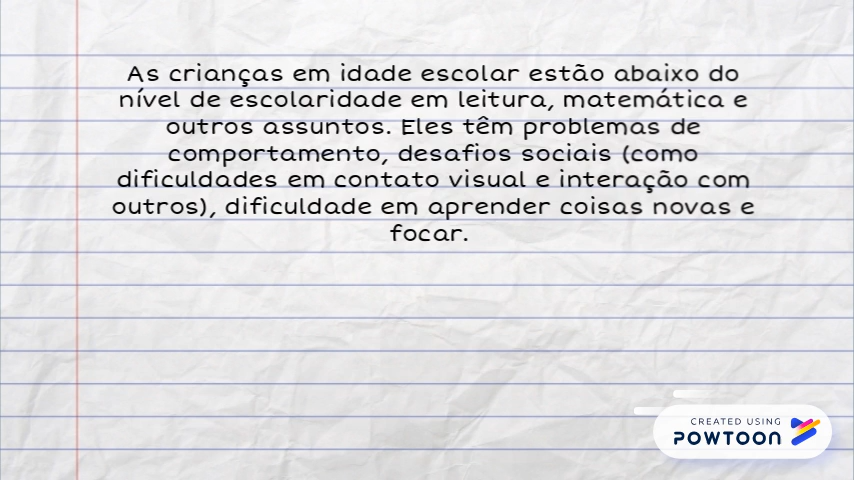 As crianças em idade escolar estão abaixo do
nível de escolaridade em leitura, matemática e
outros assuntos. Eles têm problemas de
comportamento, desafios sociais (como
dificuldades em contato visual e interação com
outros), dificuldade em aprender coisas novas e
focar.
CREATED USING
POWTOON